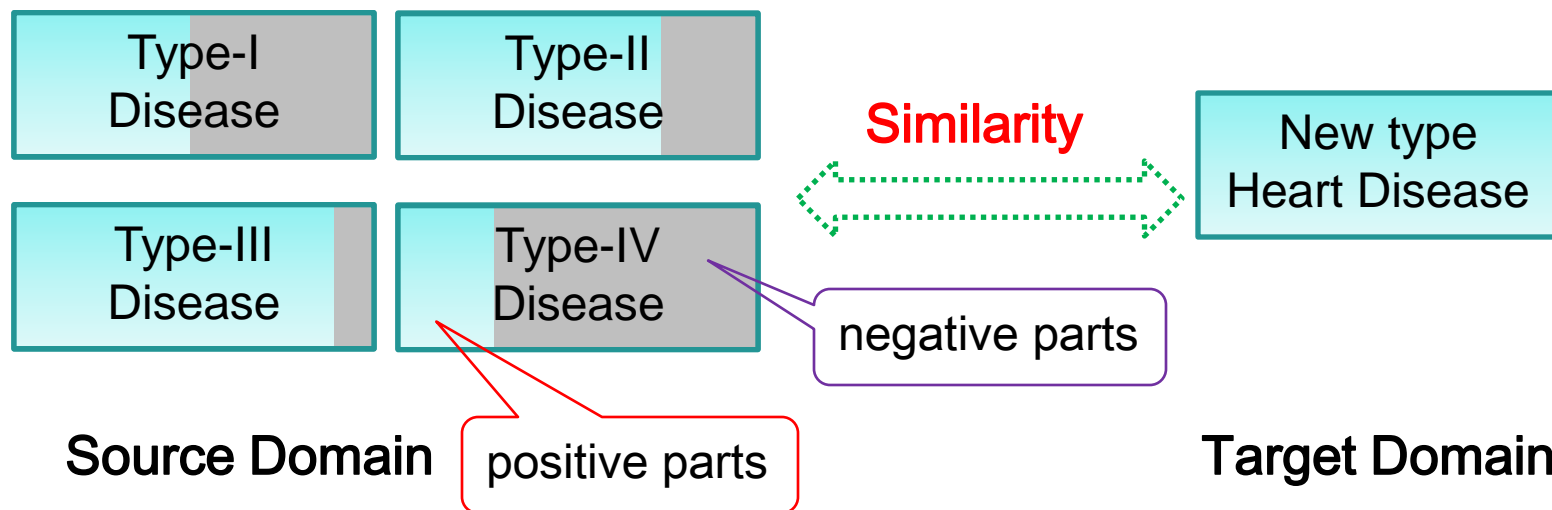 Type-I
Disease
Type-II
Disease
Similarity
New type
Heart Disease
Type-III
Disease
Type-IV
Disease
negative parts
Source Domain
positive parts
Target Domain